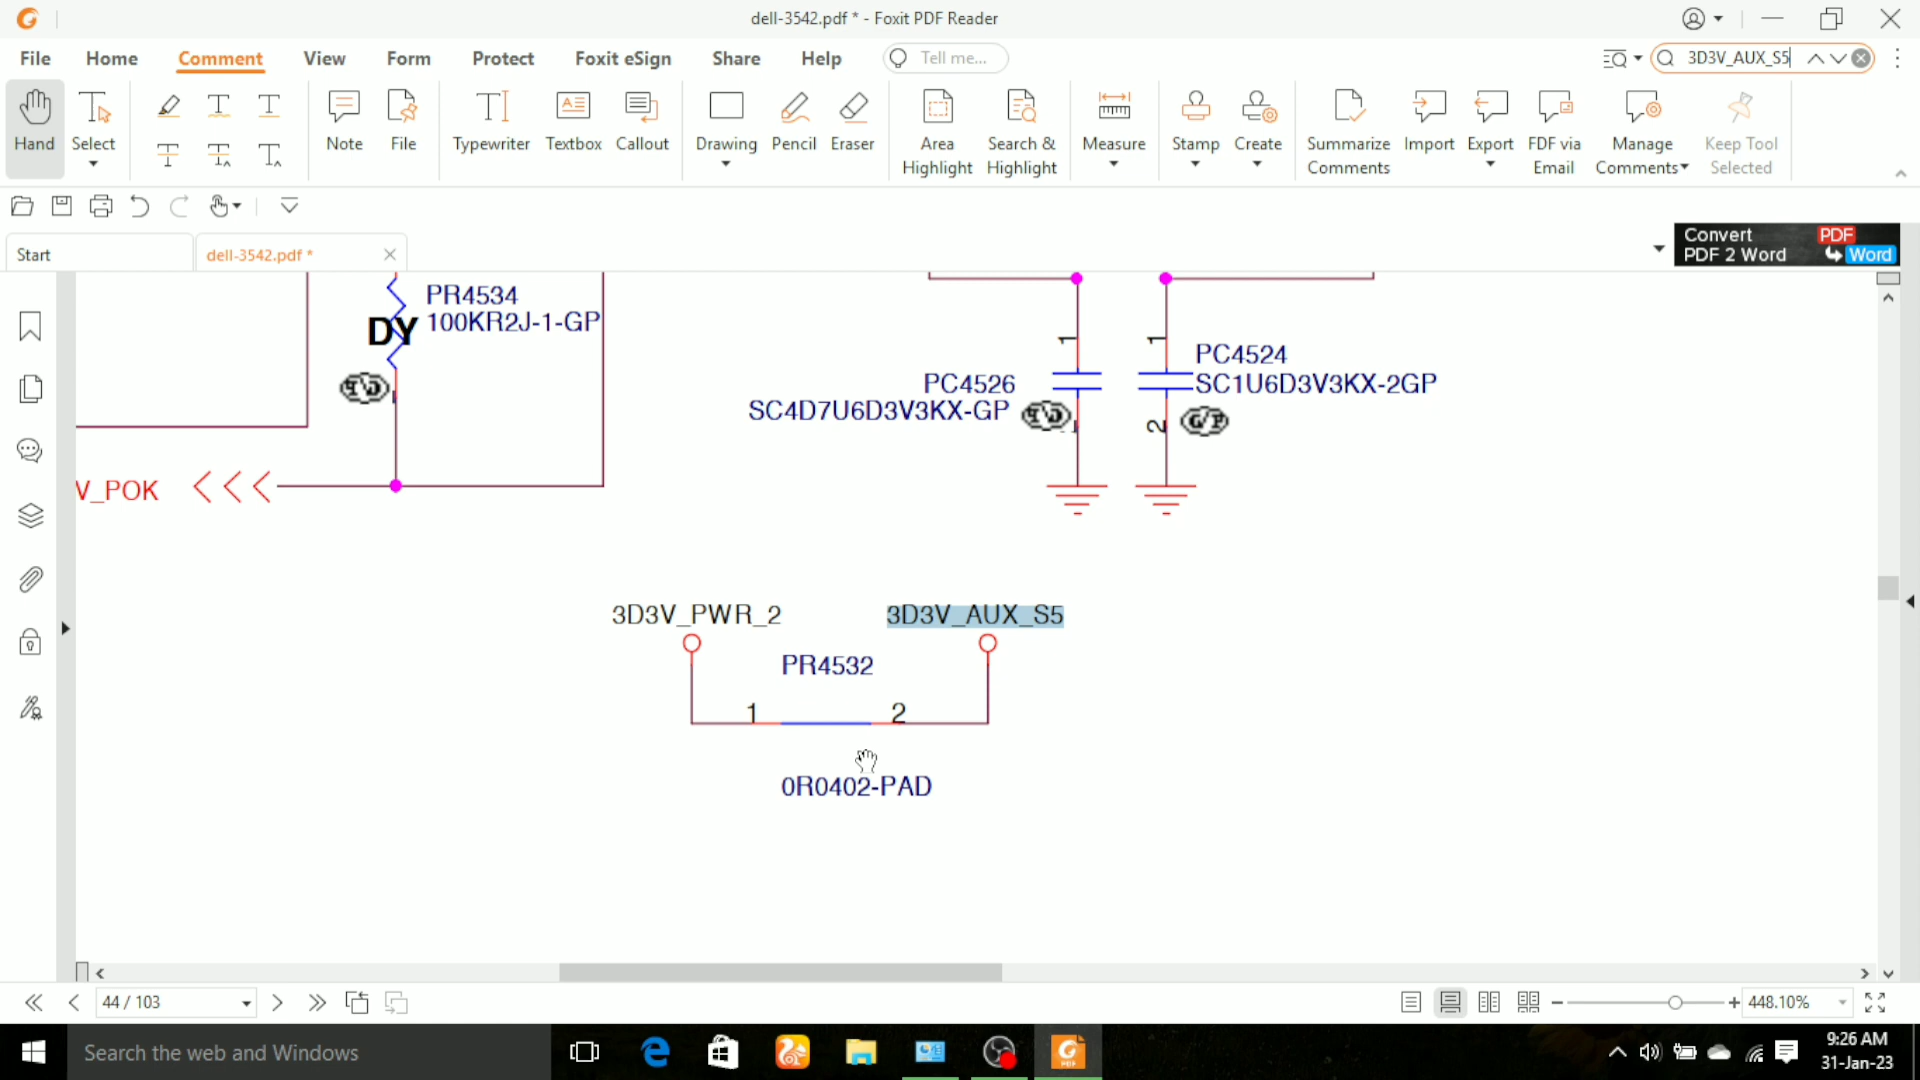 dell-3542.pdf * - Foxit PDF Reader
File Home Comment View Form Protect Foxit eSign Share Help Tell me... 3D3V_AUX_S5
Hand Select Note File Typewriter Textbox Callout Drawing Pencil Eraser Area Highlight Search & Highlight Measure Stamp Create Summarize Comments Import Export FDF via Email Manage Comments Keep Tool Selected
Start dell-3542.pdf *
Convert PDF
PDF 2 Word Word
PR4534
100KR2J-1-GP
DY
1 1
PC4524
SC1U6D3V3KX-2GP
PC4526
SC4D7U6D3V3KX-GP
2
G/P
V_POK
3D3V_PWR_2 3D3V_AUX_S5
PR4532
1 2
0R0402-PAD
44 / 103 448.10%
Search the web and Windows
9:26 AM
31-Jan-23